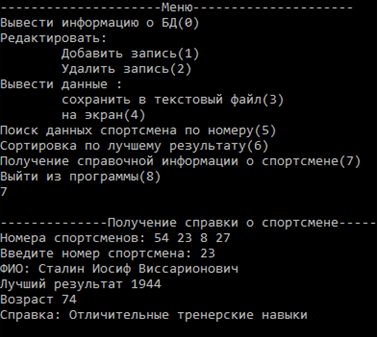 ---------------------Меню---------------------
Вывести информацию о БД(0)
Редактировать:
        Добавить запись(1)
        Удалить запись(2)
Вывести данные :
        сохранить в текстовый файл(3)
        на экран(4)
Поиск данных спортсмена по номеру(5)
Сортировка по лучшему результату(6)
Получение справочной информации о спортсмене(7)
Выйти из программы(8)
7
--------------Получение справки о спортсмене-----
Номера спортсменов: 54 23 8 27
Введите номер спортсмена: 23
ФИО: Сталин Иосиф Виссарионович
Лучший результат 1944
Возраст 74
Справка: Отличительные тренерские навыки